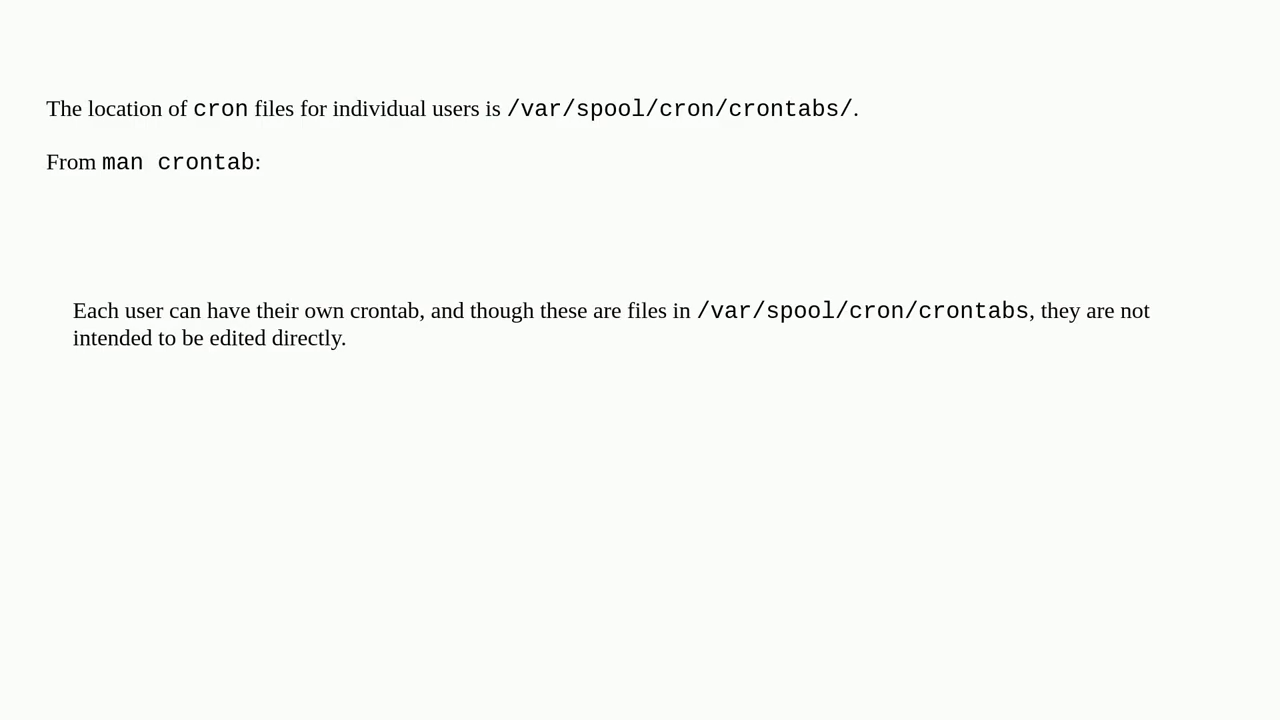 The location of cron files for individual users is /var/spool/cron/crontabs/.
From man crontab:
Each user can have their own crontab, and though these are files in /var/spool/cron/crontabs, they are not
intended to be edited directly.